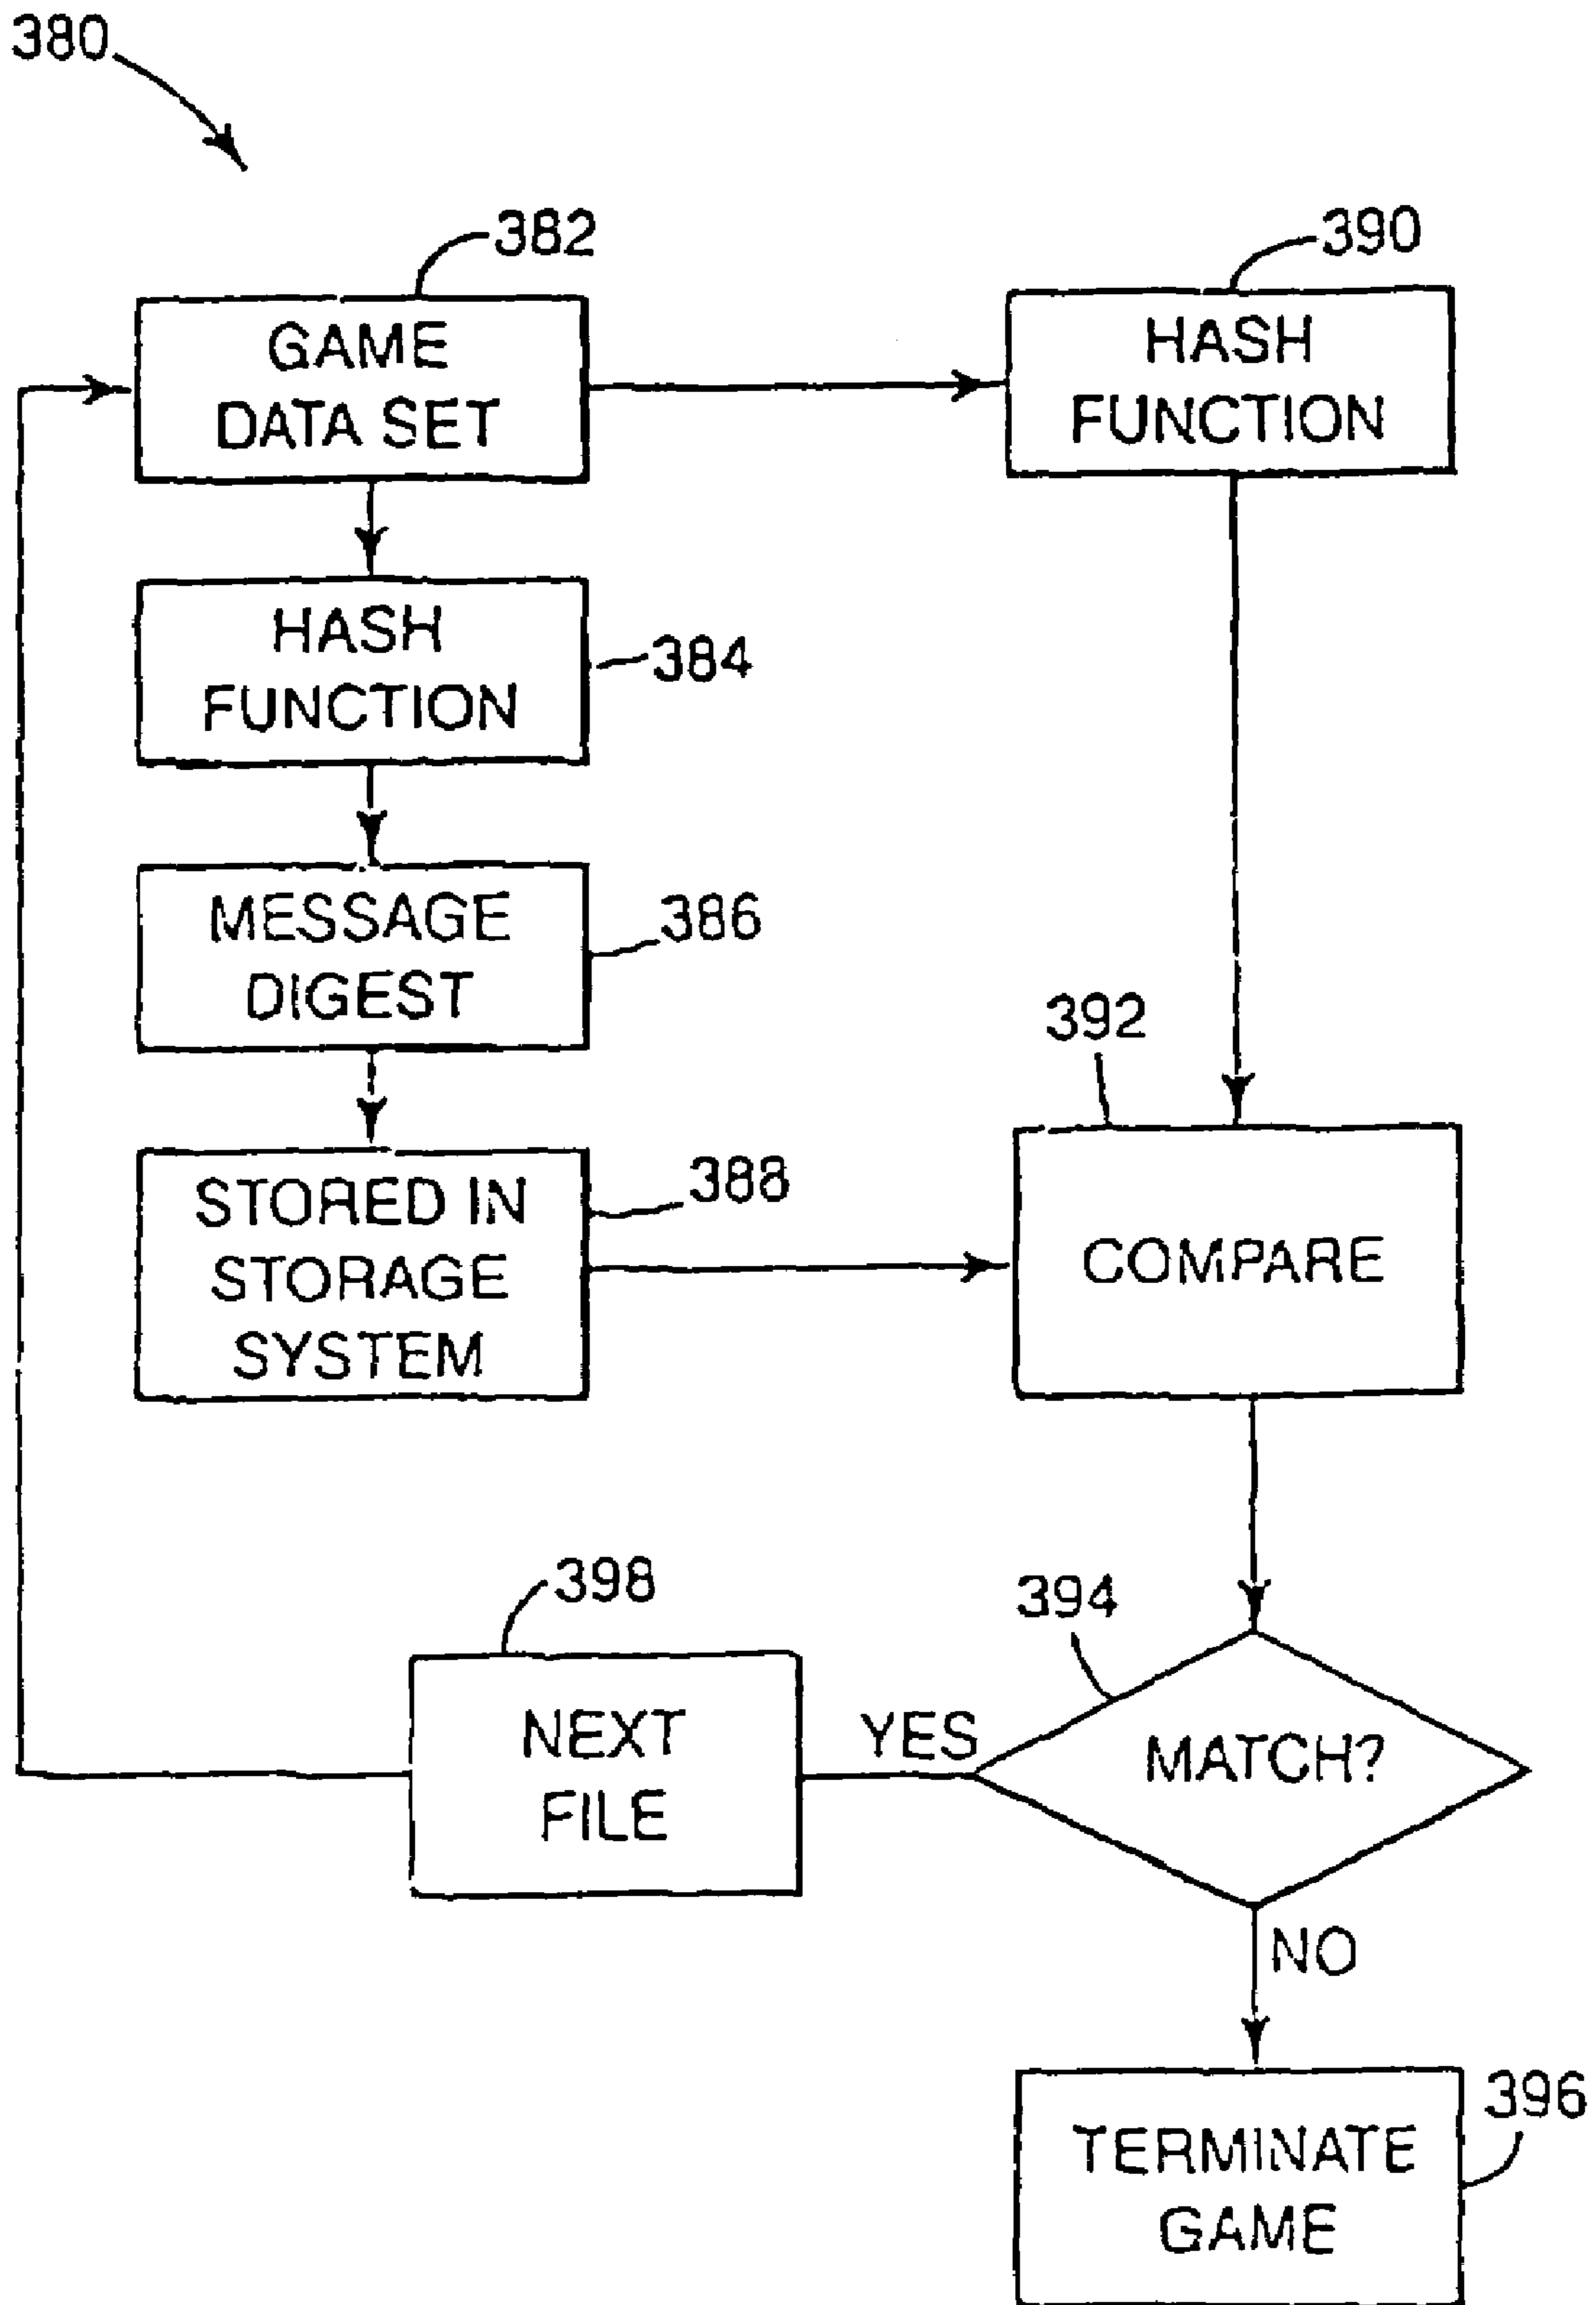 380
382
GAME
DATA SET
390
HASH
FUNCTION
HASH
FUNCTION
384
MESSAGE
DIGEST
386
392
STORED IN
STORAGE
SYSTEM
388
COMPARE
398
NEXT
FILE
YES
394
MATCH?
NO
TERMINATE
GAME
396